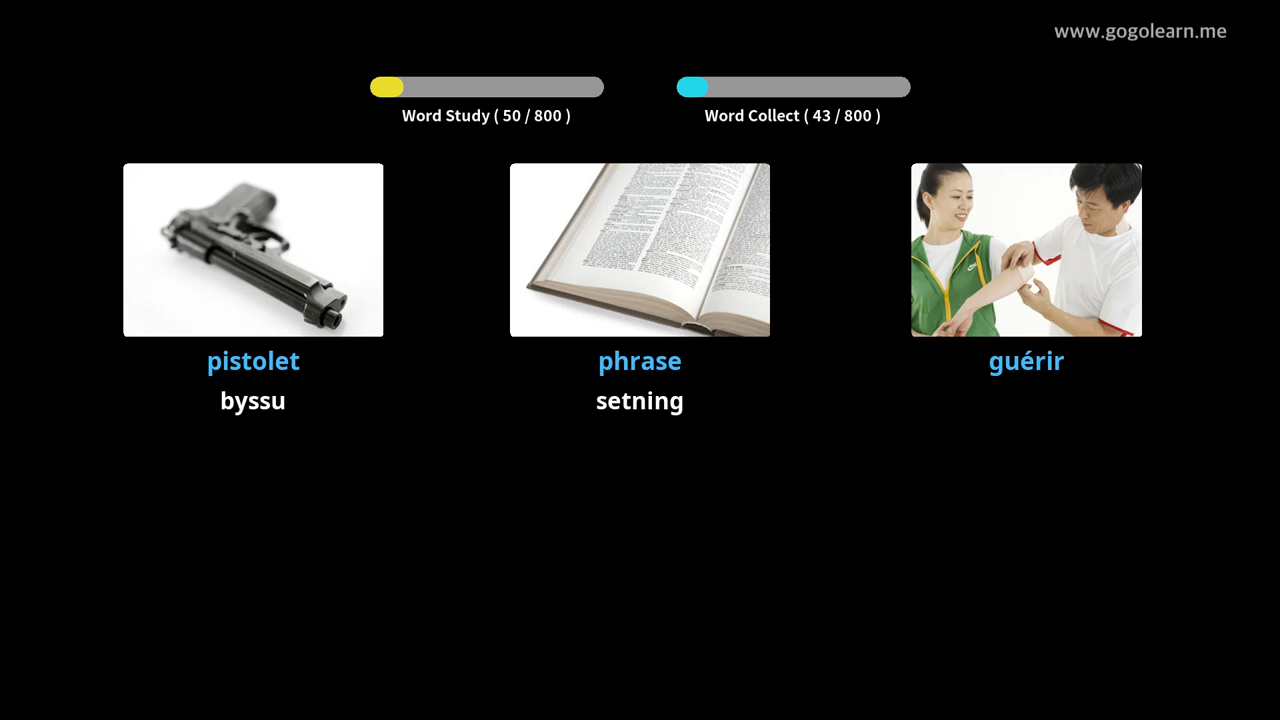 www.gogolearn.me
Word Study ( 50 / 800 )
Word Collect ( 43 / 800 )
pistolet
phrase
guérir
byssu
setning